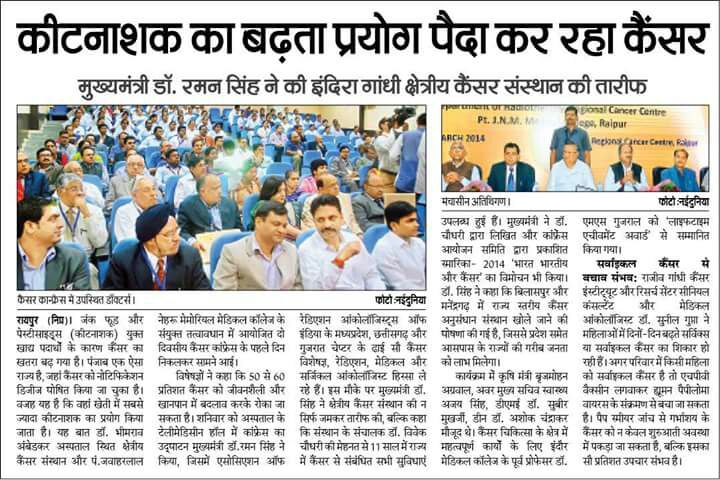 कीटनाशक का बढ़ता प्रयोग पैदा कर रहा कैंसर
मुख्यमंत्री डॉ. रमन सिंह ने की इंदिरा गांधी क्षेत्रीय कैंसर संस्थान की तारीफ
कैंसर कान्फ्रेंस मे उपस्थित डॉक्टर्स।
फोटो:नईदुनिया
Regional Cancer Centre
Pt. J.N.M.
Raipur
MARCH 2014
Regional Cancer Centre, Raipur
मंचासीन अतिथिगण।
फोटो:नईदुनिया
रायपुर (निप्र)। जंक फूड और
पेस्टीसाइड्स (कीटनाशक) युक्त
खाद्य पदार्थों के कारण कैंसर का
खतरा बढ़ गया है। पंजाब एक ऐसा
राज्य है, जहां कैंसर को नोटिफिकेशन
डिजीज घोषित किया जा चुका है।
वजह यह है कि वहां खेती में सबसे
ज्यादा कीटनाशक का प्रयोग किया
जाता है। यह बात डॉ. भीमराव
अंबेडकर अस्पताल स्थित क्षेत्रीय
कैंसर संस्थान और पं.जवाहरलाल
नेहरू मेमोरियल मेडिकल कॉलेज के
संयुक्त तत्वावधान में आयोजित दो
दिवसीय कैंसर कांफ्रेंस के पहले दिन
निकलकर सामने आई।
विषेषज्ञों ने कहा कि 50 से 60
प्रतिशत कैंसर को जीवनशैली और
खानपान में बदलाव करके रोका जा
सकता है। शनिवार को अस्पताल के
टेलीमेडिसीन हॉल में कांफ्रेंस का
उद्घाटन मुख्यमंत्री डॉ.रमन सिंह ने
किया, जिसमें एसोसिएशन ऑफ
रेडिएशन आंकोलॉजिस्ट्स ऑफ
इंडिया के मध्यप्रदेश, छत्तीसगढ़ और
गुजरात चेप्टर के ढाई सौ कैंसर
विशेषज्ञ, रेडिएशन, मेडिकल और
सर्जिकल आंकोलॉजिस्ट हिस्सा ले
रहे हैं। इस मौके पर मुख्यमंत्री डॉ.
सिंह ने क्षेत्रीय कैंसर संस्थान की न
सिर्फ जमकर तारीफ की, बल्कि कहा
कि संस्थान के संचालक डॉ. विवेक
चौधरी की मेहनत से 11 साल में राज्य
में कैंसर से संबंधित सभी सुविधाएं
उपलब्ध हुई हैं। मुख्यमंत्री ने डॉ.
चौधरी द्वारा लिखित और कांफ्रेंस
आयोजन समिति द्वारा प्रकाशित
स्मारिका- 2014 'भारत भारतीय
और कैंसर' का विमोचन भी किया।
डॉ. सिंह ने कहा कि बिलासपुर और
मनेंद्रगढ़ में राज्य स्तरीय कैंसर
अनुसंधान संस्थान खोले जाने की
घोषणा की गई है, जिससे प्रदेश समेत
आसपास के राज्यों की गरीब जनता
को लाभ मिलेगा।
कार्यक्रम में कृषि मंत्री बृजमोहन
अग्रवाल, अवर मुख्य सचिव स्वास्थ्य
अजय सिंह, डीएमई डॉ. सुबीर
मुखर्जी, डीन डॉ. अशोक चंद्राकर
मौजूद थे। कैंसर चिकित्सा के क्षेत्र में
महत्वपूर्ण कार्यों के लिए इंदौर
मेडिकल कॉलेज के पूर्व प्रोफेसर डॉ.
एमएस गुजराल को 'लाइफटाइम
एचीवमेंट अवार्ड' से सम्मानित
किया गया।
सर्वाइकल कैंसर से
बचाव संभव: राजीव गांधी कैंसर
इंस्टीट्यूट और रिसर्च सेंटर सीनियल
कंसल्टेंट और मेडिकल
आंकोलॉजिस्ट डॉ. सुनील गुप्ता ने
महिलाओं में दिनों-दिन बढ़ते सर्विक्स
या सर्वाइकल कैंसर का शिकार हो
रही हैं। अगर परिवार में किसी महिला
को सर्वाइकल कैंसर है तो एचपीवी
वैक्सीन लगवाकर ह्यूमन पैपीलोमा
वायरस के संक्रमण से बचा जा सकता
है। पैप स्मीयर जांच से गर्भाशय के
कैंसर को न केवल शुरुआती अवस्था
में पकड़ा जा सकता है, बल्कि इसका
सौ प्रतिशत उपचार संभव है।